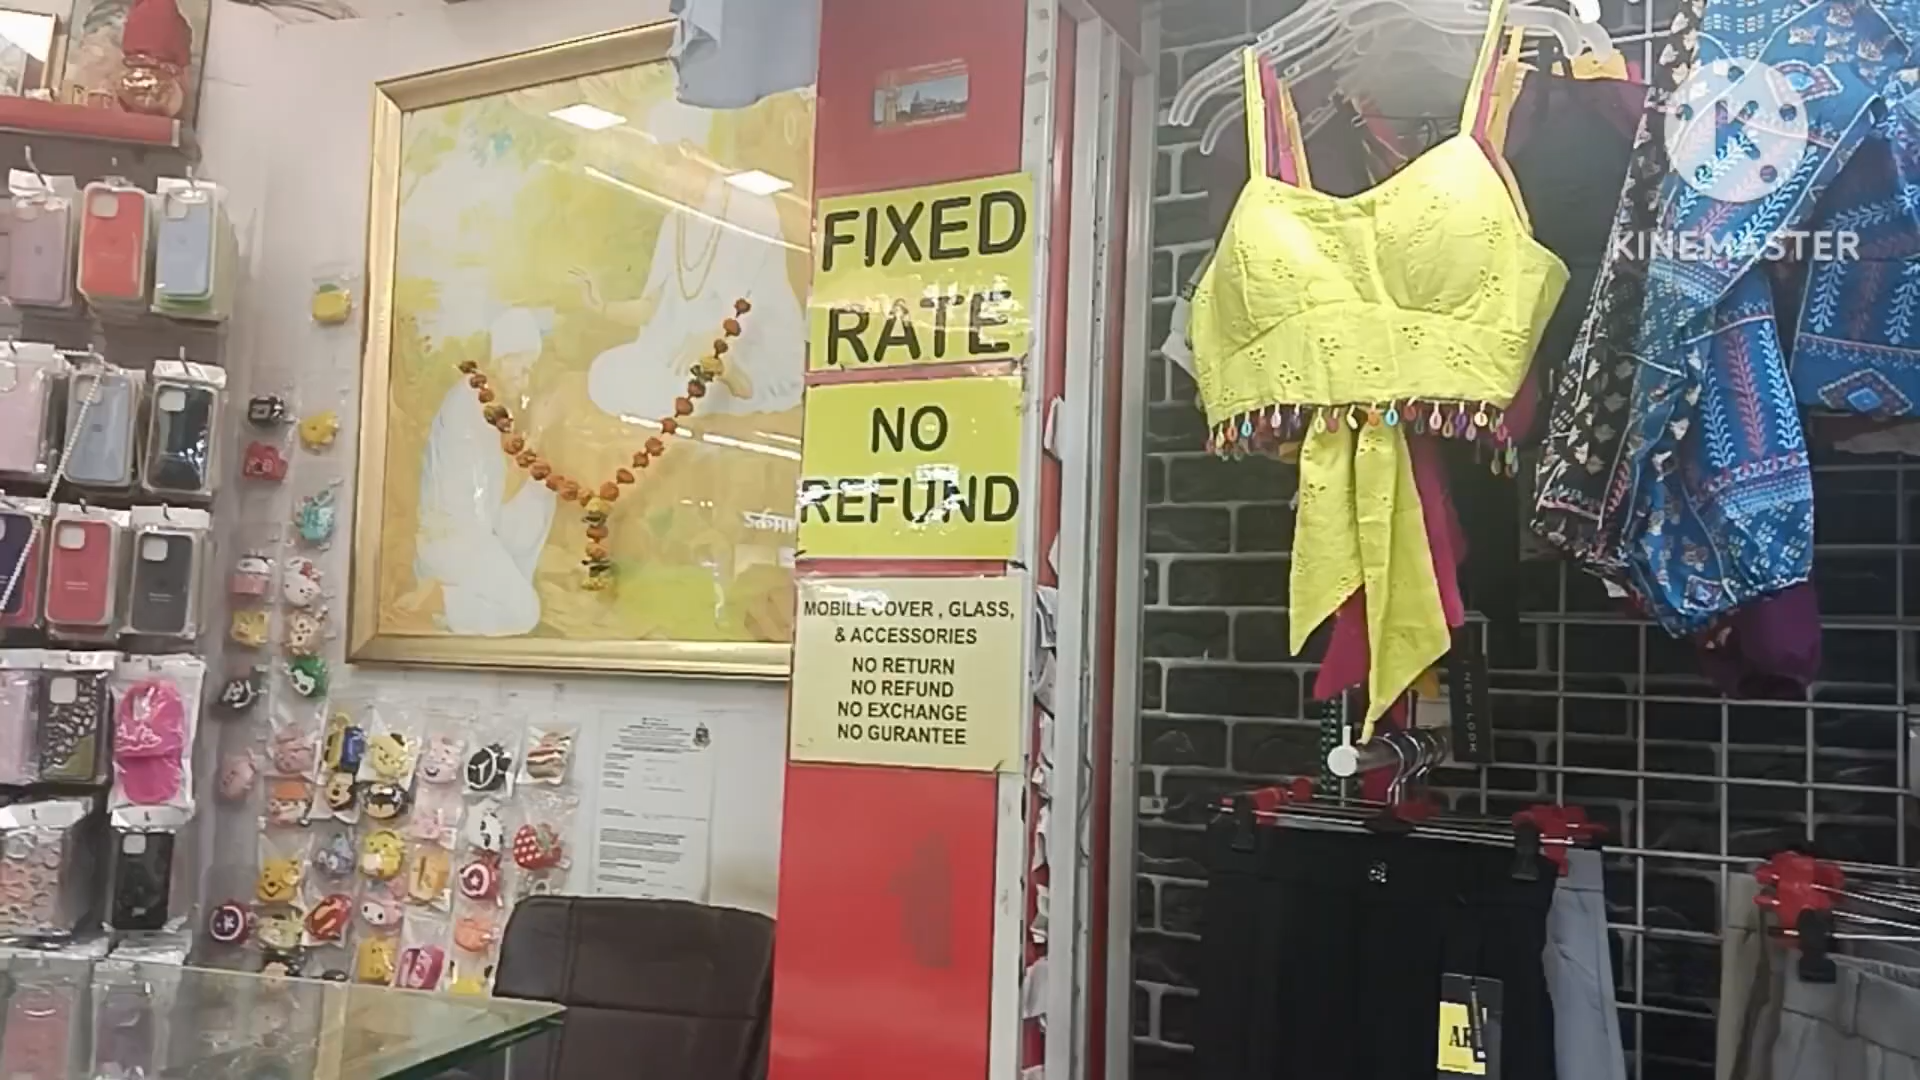 FIXED
RATE
NO
REFUND
MOBILE COVER , GLASS,
& ACCESSORIES
NO RETURN
NO REFUND
NO EXCHANGE
NO GURANTEE
KINEMASTER